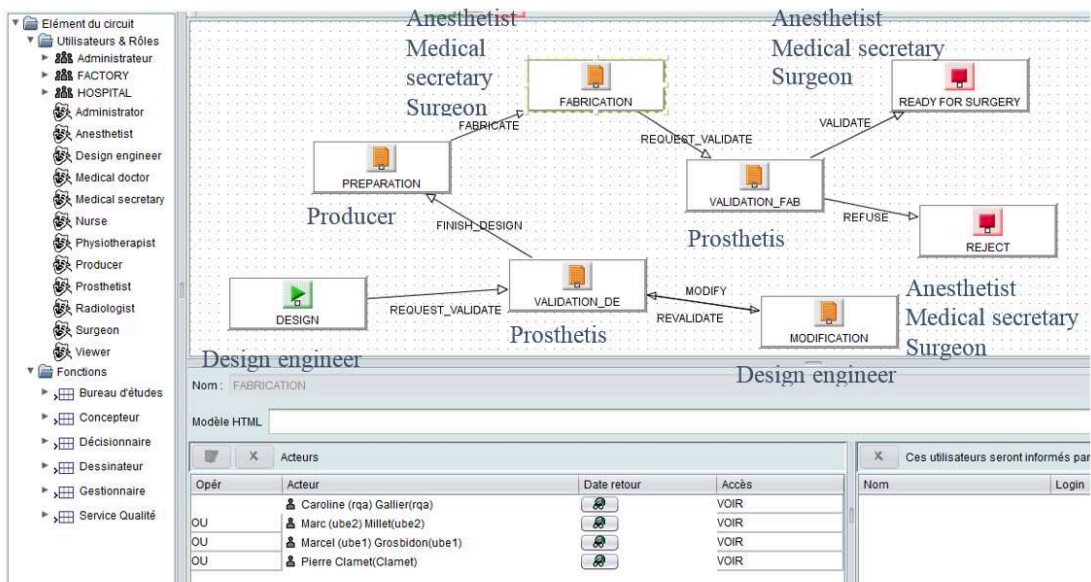 Elément du circuit
Utilisateurs & Rôles
Administrateur
FACTORY
HOSPITAL
Administrator
Anesthetist
Design engineer
Medical doctor
Medical secretary
Nurse
Physiotherapist
Producer
Prosthetist
Radiologist
Surgeon
Viewer
Fonctions
Bureau d'études
Concepteur
Décisionnaire
Dessinateur
Gestionnaire
Service Qualité
Anesthetist
Medical
secretary
Surgeon
FABRICATION
Anesthetist
Medical secretary
Surgeon
READY FOR SURGERY
FABRICATE
REQUEST_VALIDATE
VALIDATE
PREPARATION
VALIDATION_FAB
Producer
FINISH_DESIGN
Prosthetis
REFUSE
REJECT
DESIGN
REQUEST_VALIDATE
VALIDATION_DE
MODIFY
REVALIDATE
MODIFICATION
Anesthetist
Medical secretary
Surgeon
Prosthetis
Design engineer
Design engineer
Nom : FABRICATION
Modèle HTML
X Acteurs
Opér Acteur Date retour Accès
Caroline (rqa) Gallier(rqa) VOIR
OU Marc (ube2) Millet(ube2) VOIR
OU Marcel (ube1) Grosbidon(ube1) VOIR
OU Pierre Clamet(Clamet) VOIR
X Ces utilisateurs seront informés par
Nom Login